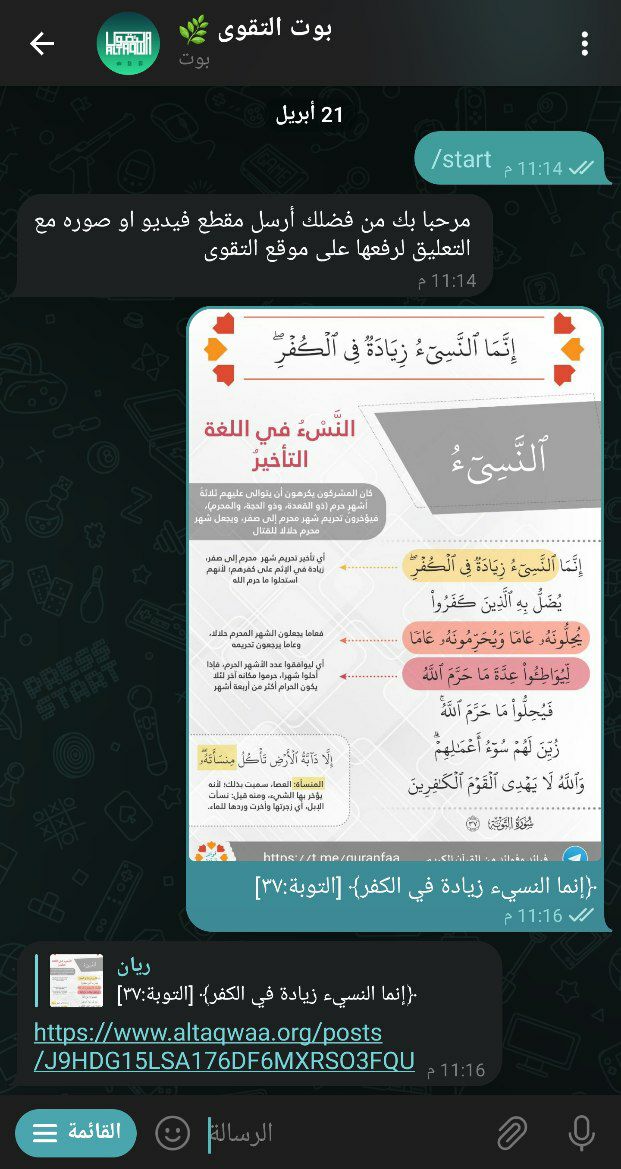 بوت التقوى 🌿
بوت
ALTAQWAA
21 أبريل
/start
11:14 م
مرحبا بك من فضلك أرسل مقطع فيديو او صوره مع
التعليق لرفعها على موقع التقوى
11:14 م
إِنَّمَا ٱلنَّسِيٓءُ زِيَادَةٌ فِي ٱلۡكُفۡرِۖ
ٱلنَّسِيٓءُ
النَّسْءُ في اللغة
التأخيرُ
كان المشركون يكرهون أن يتوالى عليهم ثلاثةُ
أشهر حرم (ذو القعدة، وذو الحجة، والمحرم)،
فيؤخرون تحريم شهر محرم إلى صفر، ويجعل شهر
محرم حلالا للقتال
إِنَّمَا ٱلنَّسِيٓءُ زِيَادَةٌ فِي ٱلۡكُفۡرِۖ
أي تأخير تحريم شهر محرم إلى صفر،
زيادة في الإثم على كفرهم؛ لأنهم
استحلوا ما حرم الله
يُضَلُّ بِهِ ٱلَّذِينَ كَفَرُواْ
يُحِلُّونَهُۥ عَامٗا وَيُحَرِّمُونَهُۥ عَامٗا
فعاما يجعلون الشهر المحرم حلالا،
وعاما يرجعون تحريمه
لِّيُوَاطِـُٔواْ عِدَّةَ مَا حَرَّمَ ٱللَّهُ
أي ليوافقوا عدد الأشهر الحرم، فإذا
أحلوا شهرا، حرموا مكانه آخر لئلا
يكون الحرام أكثر من أربعة أشهر
فَيُحِلُّواْ مَا حَرَّمَ ٱللَّهُۚ
زُيِّنَ لَهُمۡ سُوٓءُ أَعۡمَٰلِهِمۡۗ
وَٱللَّهُ لَا يَهۡدِي ٱلۡقَوۡمَ ٱلۡكَٰفِرِينَ
سُورَةُ التَّوْبَةِ ٣٧
إِلَّا دَآبَّةُ ٱلۡأَرۡضِ تَأۡكُلُ مِنسَأَتَهُۥۖ
المنسأة: العصا، سميت بذلك؛ لأنه
يؤخر بها الشيء، ومنه قيل: نسأت
الإبل، أي زجرتها وأخرت وردها للماء.
فرائد وفوائد من القرآن الكريم
https://t.me/quranfaa
﴿إنما النسيء زيادة في الكفر﴾ [التوبة:٣٧]
11:16 م
ريان
﴿إنما النسيء زيادة في الكفر﴾ [التوبة:٣٧]
https://www.altaqwaa.org/posts
/J9HDG15LSA176DF6MXRSO3FQU
11:16 م
القائمة
الرسالة